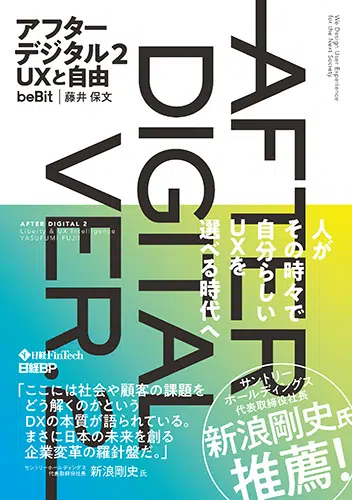 アフター
デジタル2
UXと自由
beBit | 藤井 保文
We Design User Experience
for the Next Society
AFTER
DIGITAL
VER.
AFTER DIGITAL 2
Liberty & UX Intelligence
YASUFUMI FUJII
人が
その時々で
自分らしい
UXを
選べる時代へ
日経FinTech
日経BP
「ここには社会や顧客の課題を
どう解くのかという
DXの本質が語られている。
まさに日本の未来を創る
企業変革の羅針盤だ。」
サントリーホールディングス
代表取締役社長
新浪剛史氏
サントリー
ホールディングス
代表取締役社長
新浪剛史氏
推薦!